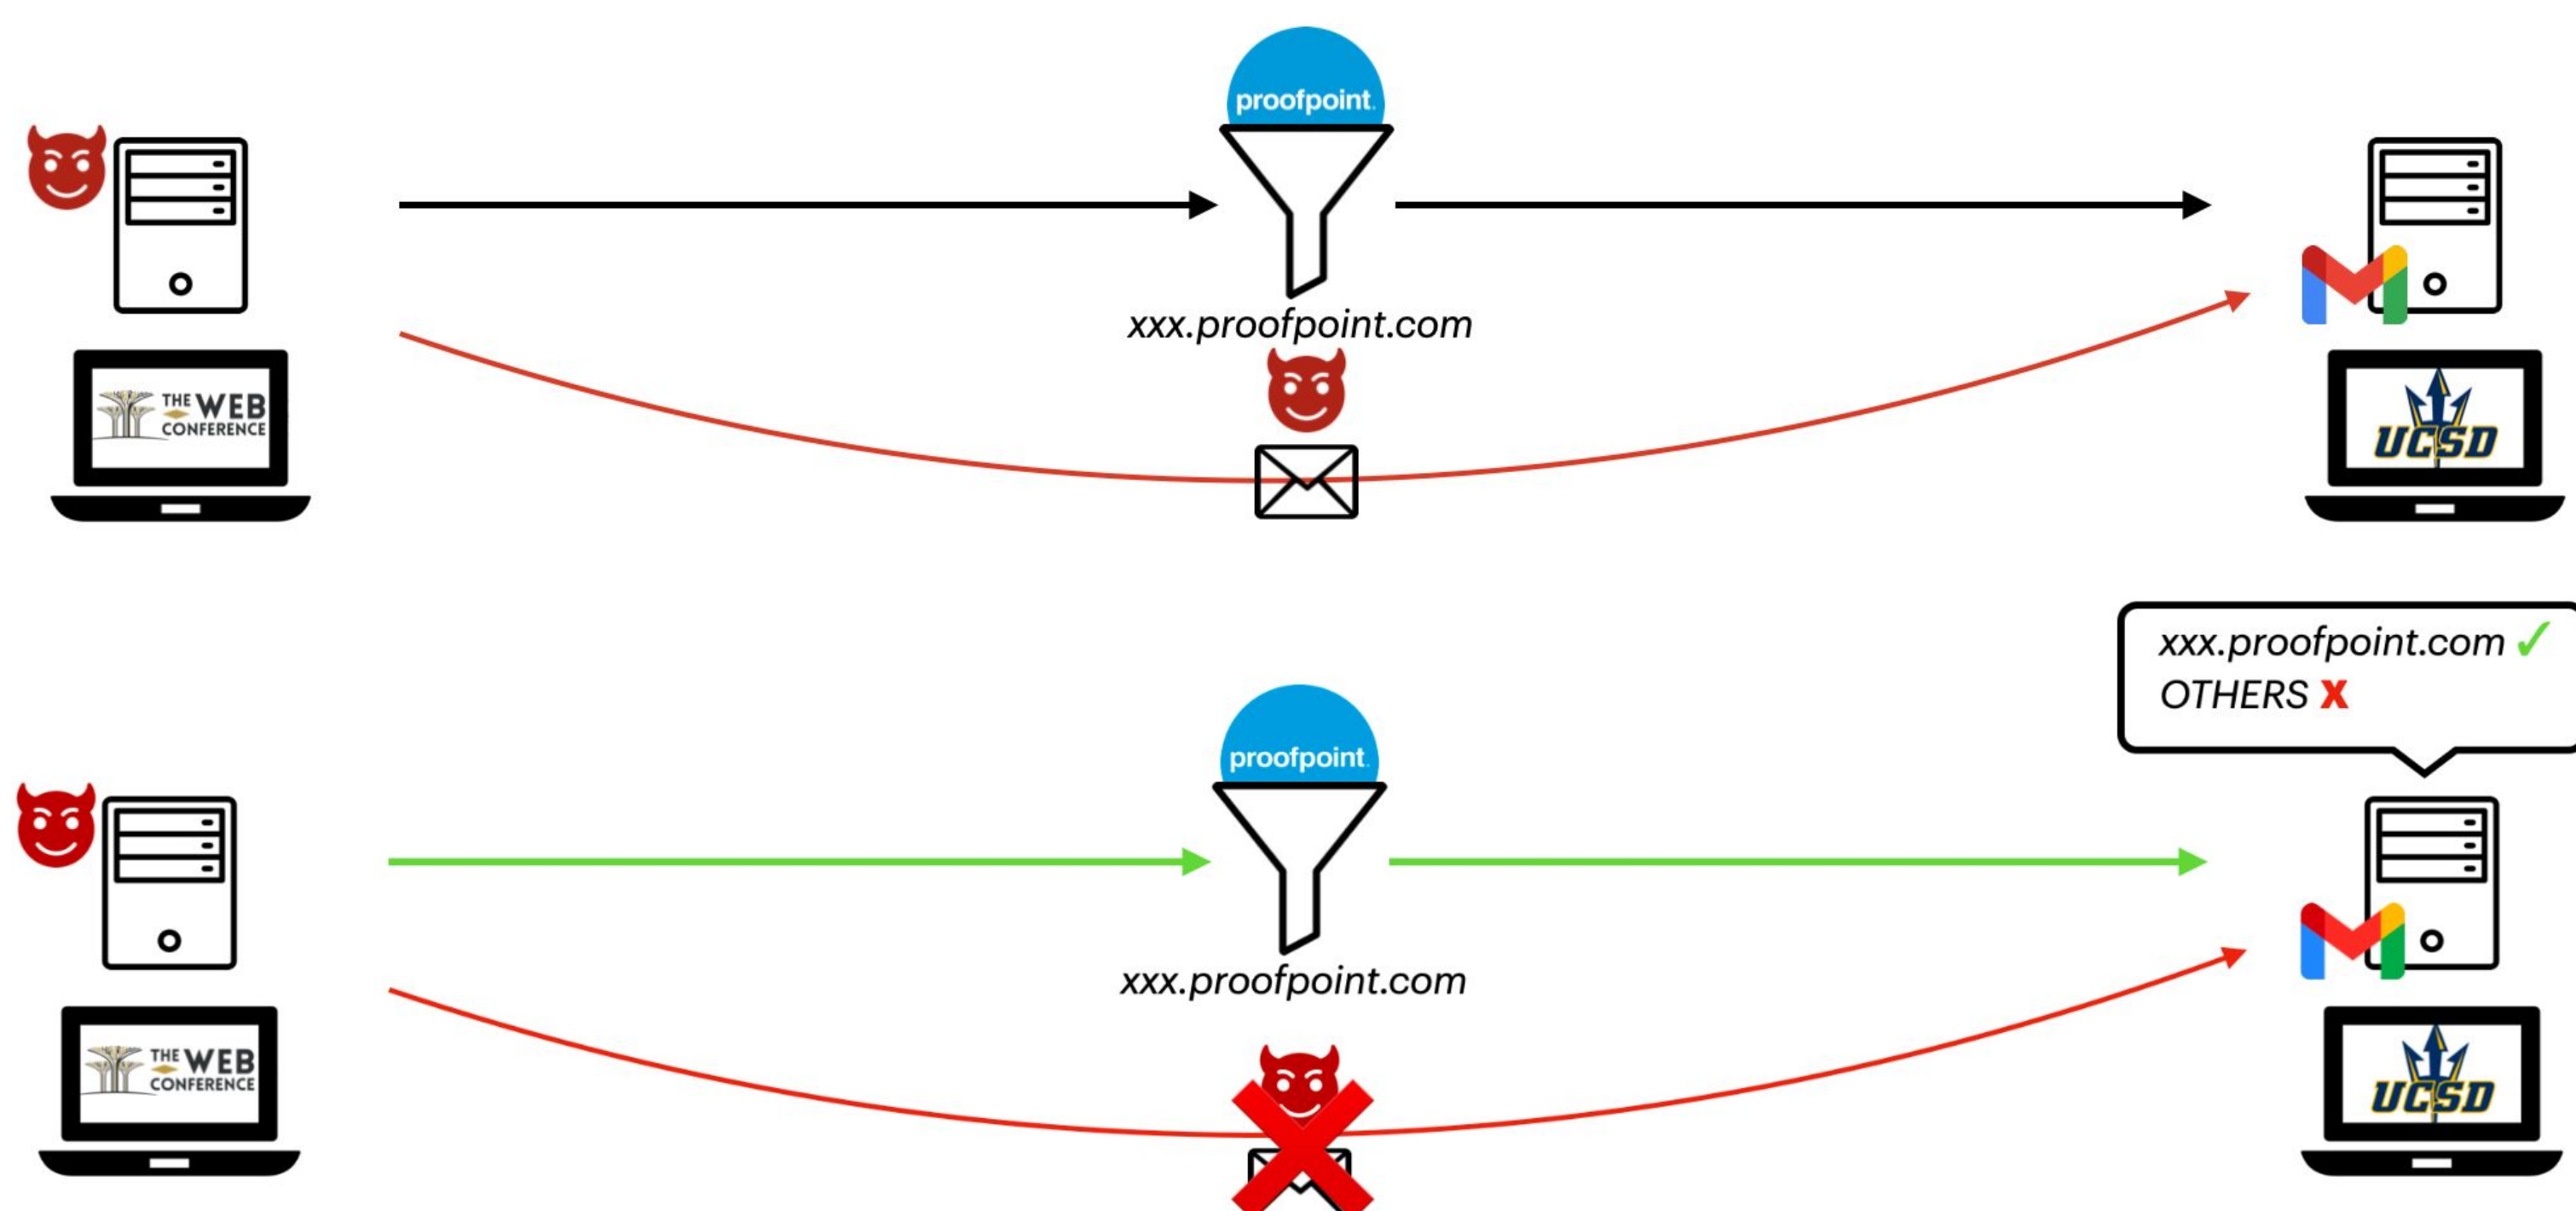 proofpoint.
xxx.proofpoint.com
THE WEB
CONFERENCE
UCSD
xxx.proofpoint.com ✓
OTHERS X
proofpoint.
xxx.proofpoint.com
THE WEB
CONFERENCE
UCSD